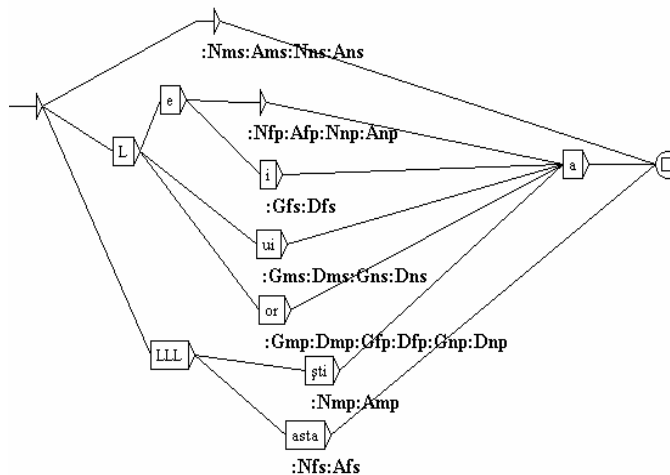 :Nms:Ams:Nns:Ans
e
:Nfp:Afp:Nnp:Anp
L
a
i
:Gfs:Dfs
ui
:Gms:Dms:Gns:Dns
or
:Gmp:Dmp:Gfp:Dfp:Gnp:Dnp
LLL
şti
:Nmp:Amp
asta
:Nfs:Afs